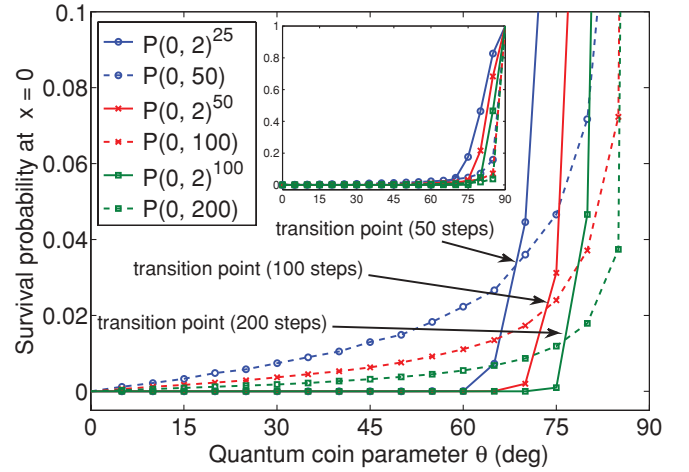 0.1
0.08
0.06
0.04
0.02
0
Survival probability at x = 0
P(0, 2)^25
P(0, 50)
P(0, 2)^50
P(0, 100)
P(0, 2)^100
P(0, 200)
1
0.8
0.6
0.4
0.2
0
0 15 30 45 60 75 90
transition point (50 steps)
transition point (100 steps)
transition point (200 steps)
0 15 30 45 60 75 90
Quantum coin parameter θ (deg)